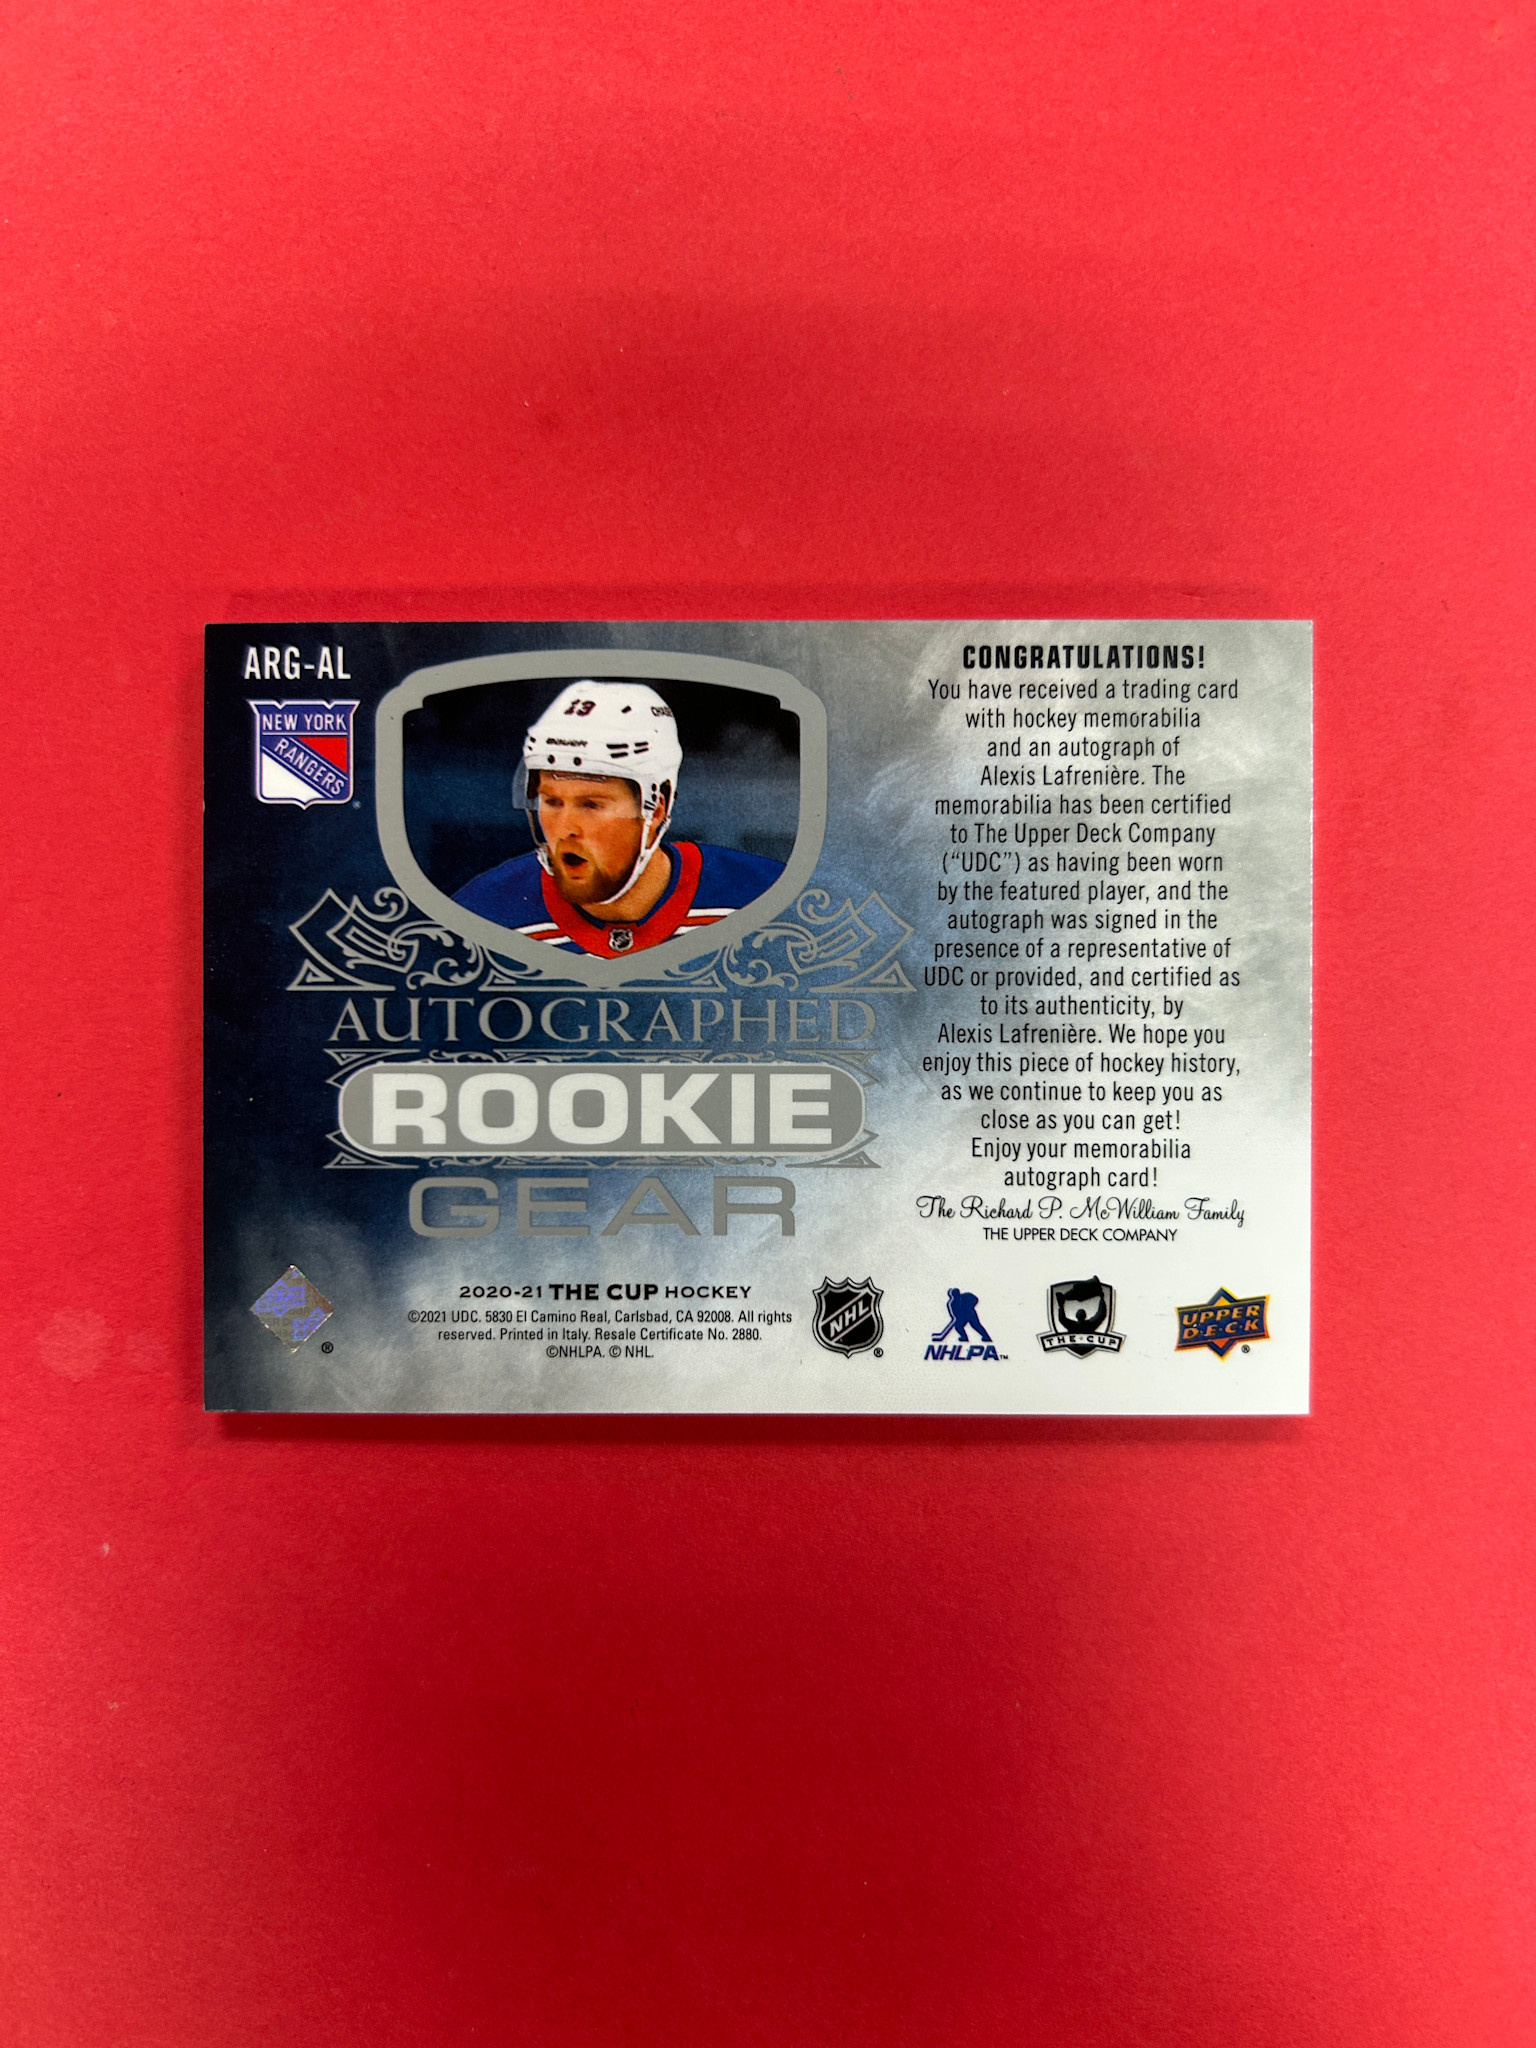 ARG-AL
NEW YORK
RANGERS
13
BAUER
AUTOGRAPHED
ROOKIE
GEAR
CONGRATULATIONS!
You have received a trading card
with hockey memorabilia
and an autograph of
Alexis Lafrenière. The
memorabilia has been certified
to The Upper Deck Company
(“UDC”) as having been worn
by the featured player, and the
autograph was signed in the
presence of a representative of
UDC or provided, and certified as
to its authenticity, by
Alexis Lafrenière. We hope you
enjoy this piece of hockey history,
as we continue to keep you as
close as you can get!
Enjoy your memorabilia
autograph card!
The Richard P. McWilliam Family
THE UPPER DECK COMPANY
2020-21 THE CUP HOCKEY
©2021 UDC. 5830 El Camino Real, Carlsbad, CA 92008. All rights
reserved. Printed in Italy. Resale Certificate No. 2880.
©NHLPA. © NHL.
®
NHL
®
NHLPA™
THE CUP
UPPER
D·E·C·K
®